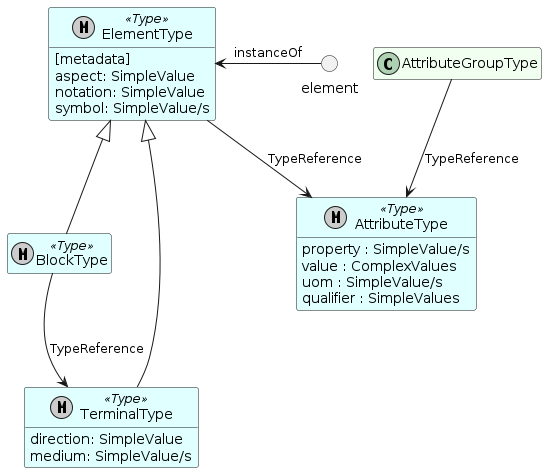 «Type»
M ElementType
[metadata]
aspect: SimpleValue
notation: SimpleValue
symbol: SimpleValue/s
instanceOf
element
C AttributeGroupType
TypeReference
TypeReference
«Type»
M AttributeType
property : SimpleValue/s
value : ComplexValues
uom : SimpleValue/s
qualifier : SimpleValues
«Type»
M BlockType
TypeReference
«Type»
M TerminalType
direction: SimpleValue
medium: SimpleValue/s